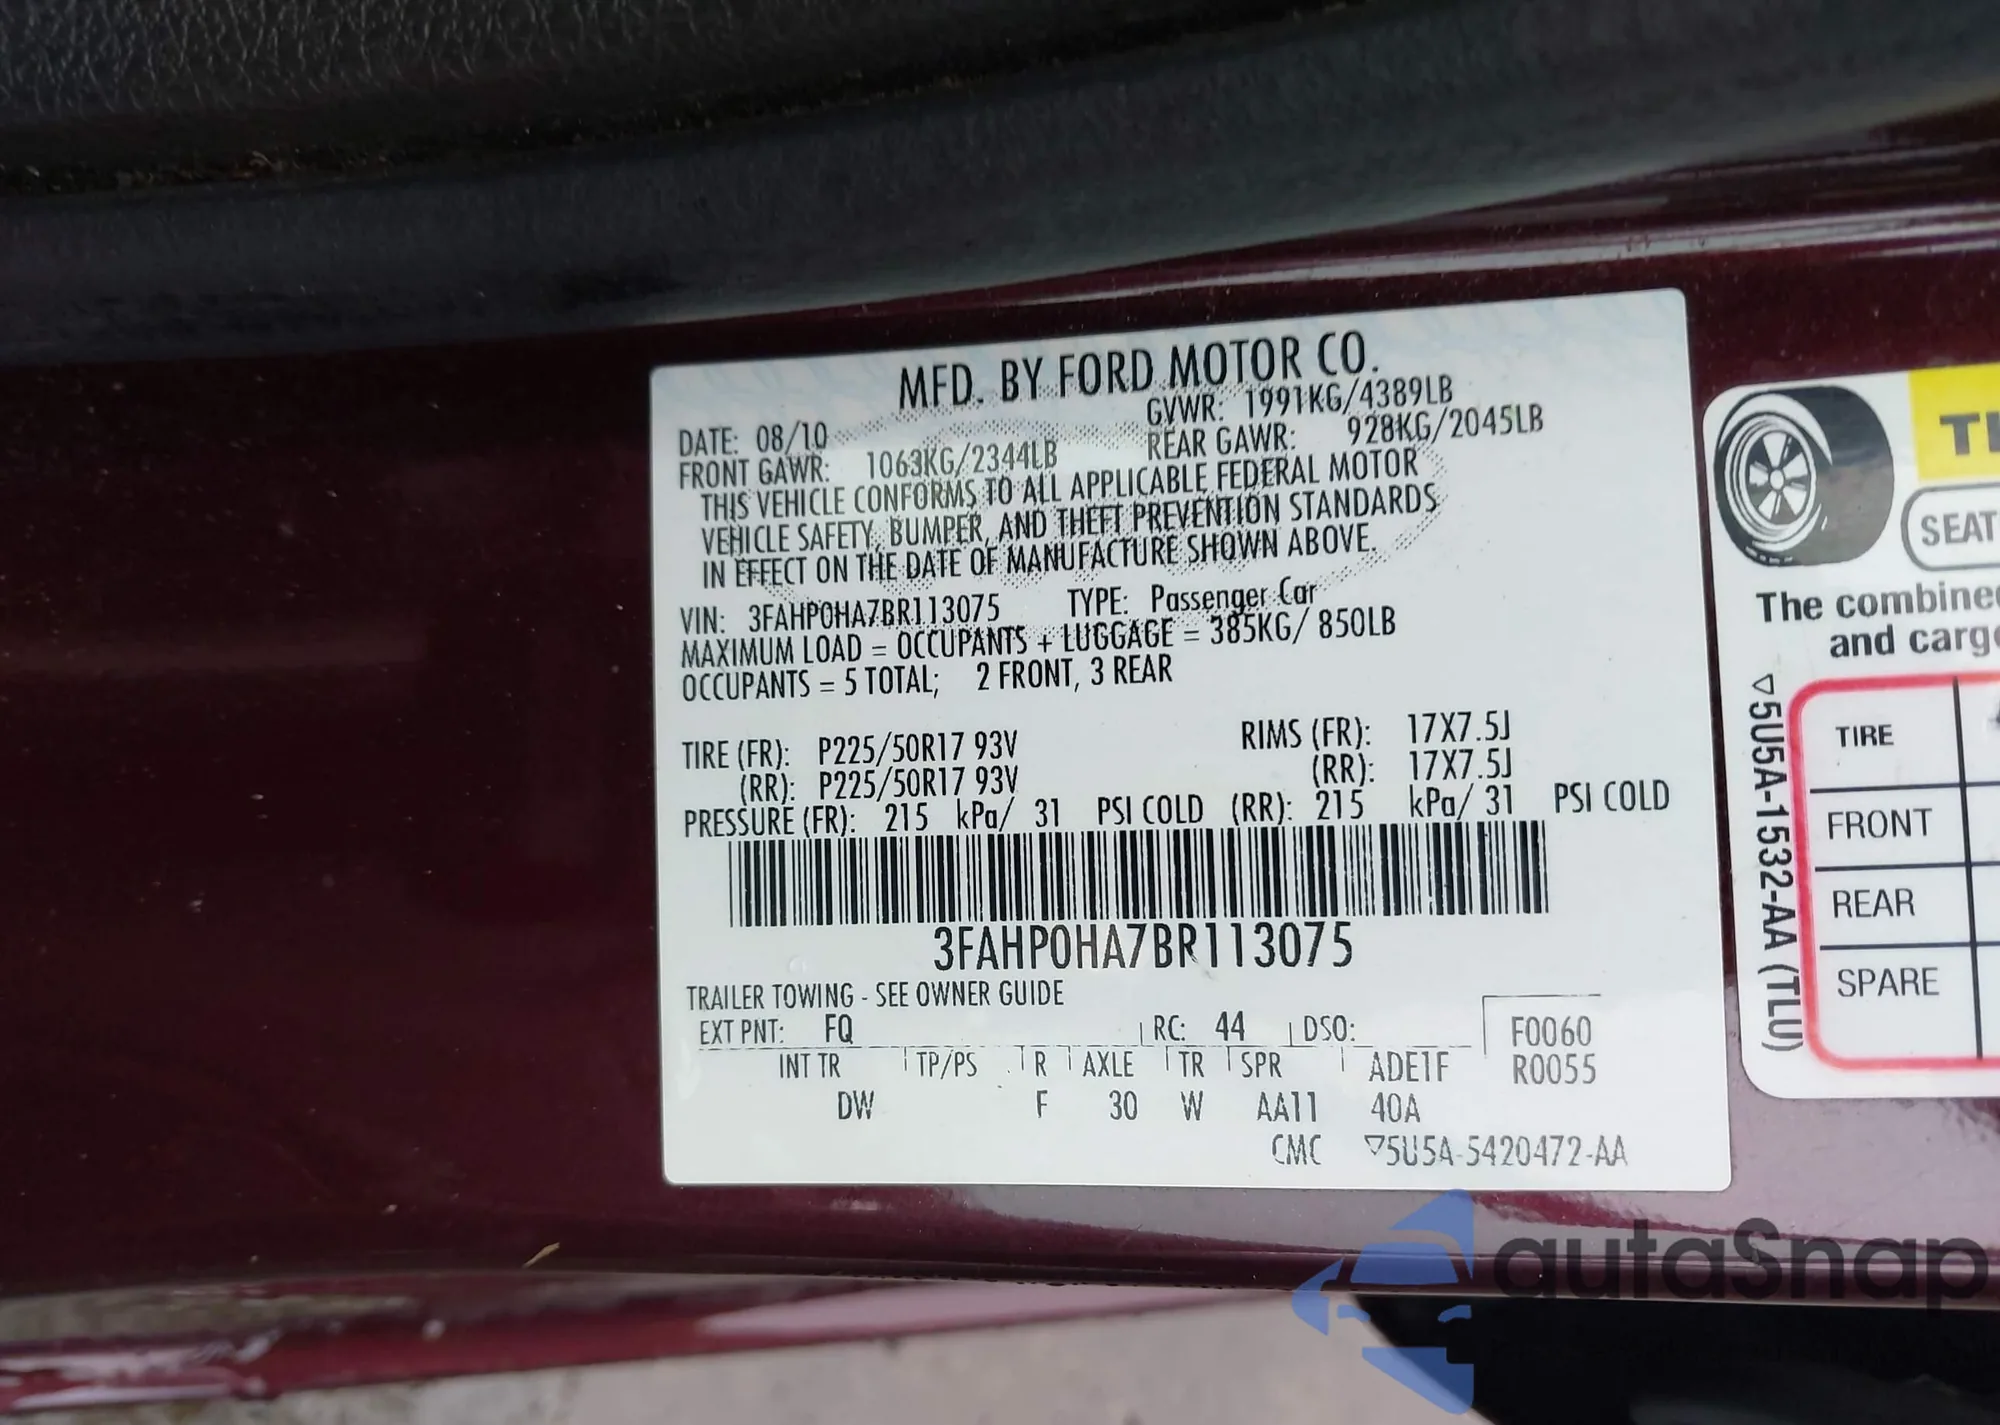 MFD. BY FORD MOTOR CO.
DATE: 08/10 GVWR: 1991KG/4389LB
FRONT GAWR: 1063KG/2344LB REAR GAWR: 928KG/2045LB
THIS VEHICLE CONFORMS TO ALL APPLICABLE FEDERAL MOTOR
VEHICLE SAFETY, BUMPER, AND THEFT PREVENTION STANDARDS
IN EFFECT ON THE DATE OF MANUFACTURE SHOWN ABOVE.
VIN: 3FAHP0HA7BR113075 TYPE: Passenger Car
MAXIMUM LOAD = OCCUPANTS + LUGGAGE = 385KG/ 850LB
OCCUPANTS = 5 TOTAL; 2 FRONT, 3 REAR
TIRE (FR): P225/50R17 93V RIMS (FR): 17X7.5J
(RR): P225/50R17 93V (RR): 17X7.5J
PRESSURE (FR): 215 kPa/ 31 PSI COLD (RR): 215 kPa/ 31 PSI COLD
3FAHP0HA7BR113075
TRAILER TOWING - SEE OWNER GUIDE
EXT PNT: FQ RC: 44 DSO: F0060
INT TR TP/PS R AXLE TR SPR ADE1F R0055
DW F 30 W AA11 40A
CMC ▽5U5A-5420472-AA
SEAT
The combined
and cargo
TIRE
FRONT
REAR
SPARE
▽5U5A-1532-AA (TLU)
autaSnap